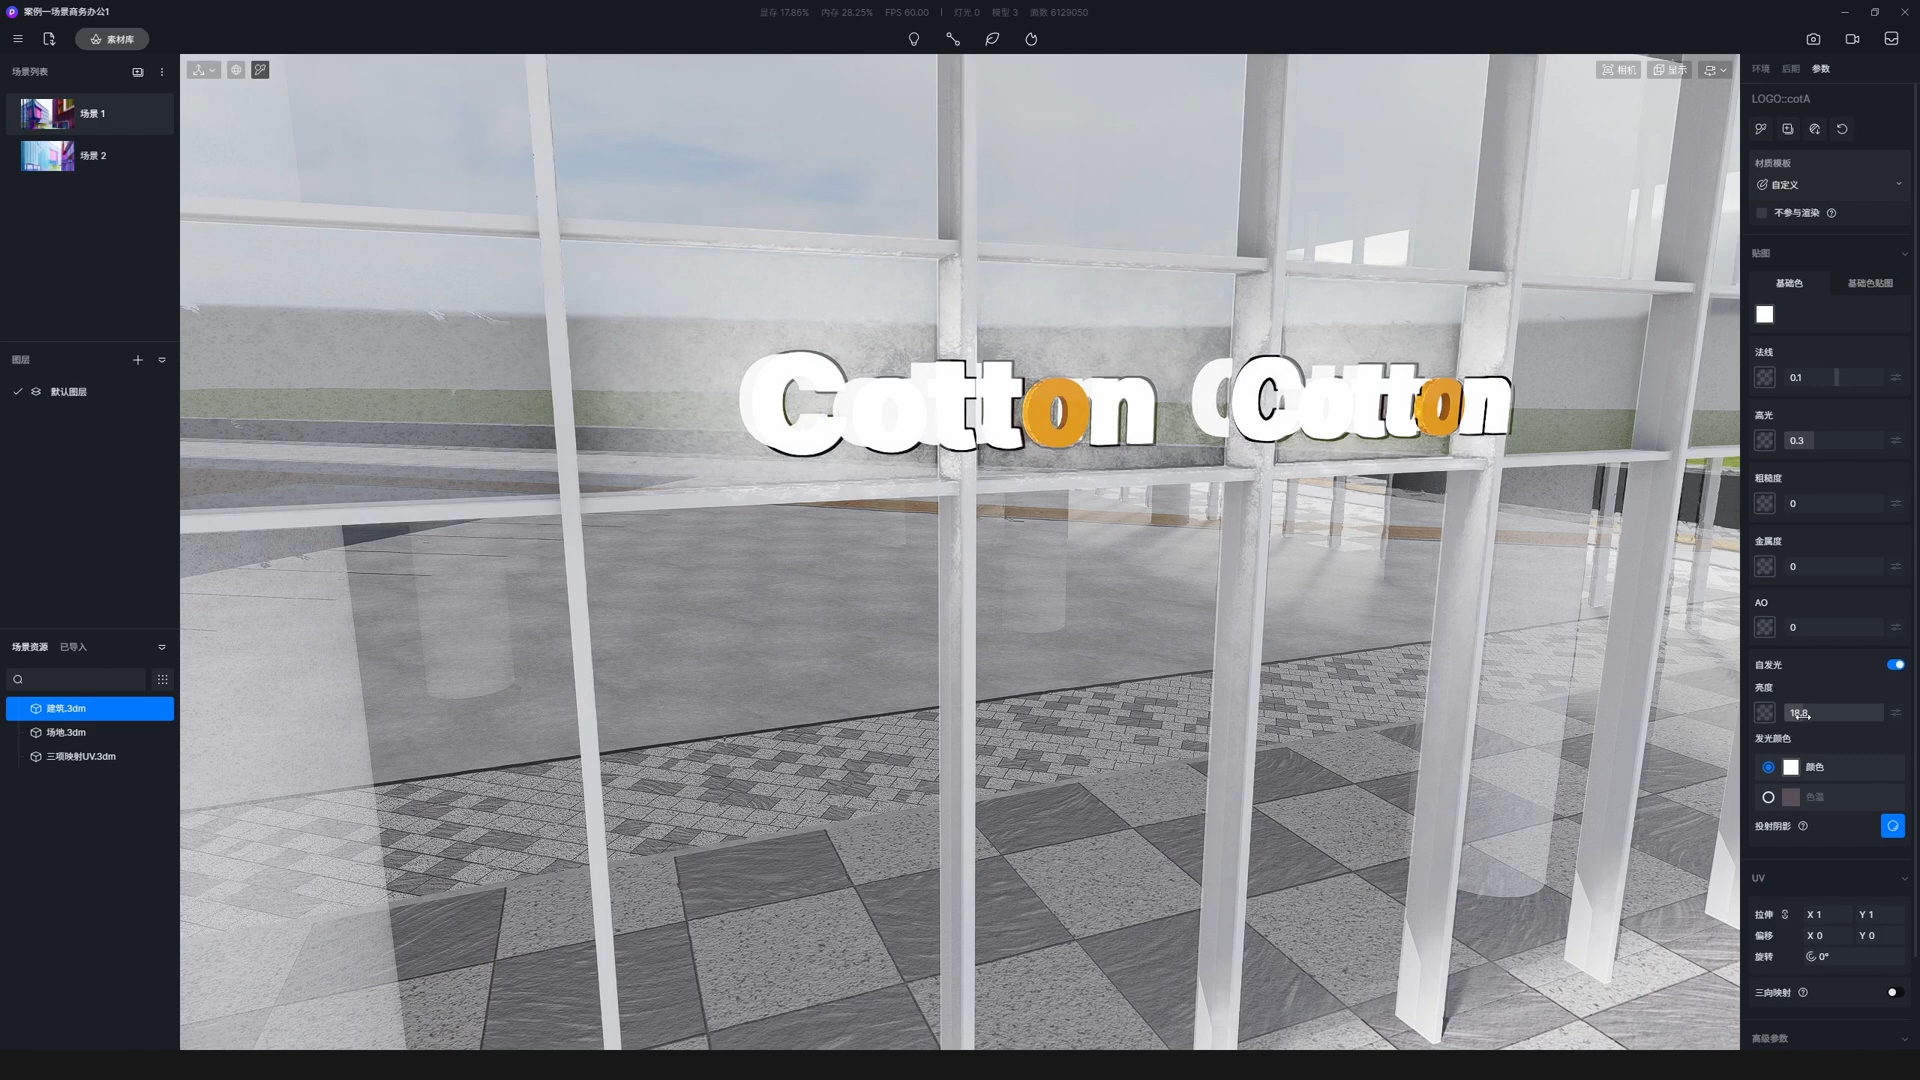 案例一场景商务办公1
显存 17.86% 内存 28.25% FPS 60.00 | 灯光 0 模型 3 面数 6129050
素材库
场景列表
场景 1
场景 2
图层
默认图层
场景资源 已导入
建筑.3dm
场地.3dm
三项映射UV.3dm
相机 显示
Cotton Cotton
环境 后期 参数
LOGO::cotA
材质模板
自定义
不参与渲染
贴图
基础色 基础色贴图
法线
0.1
高光
0.3
粗糙度
0
金属度
0
AO
0
自发光
亮度
18.8
发光颜色
颜色
色温
投射阴影
UV
拉伸 X 1 Y 1
偏移 X 0 Y 0
旋转 0°
三向映射
高级参数